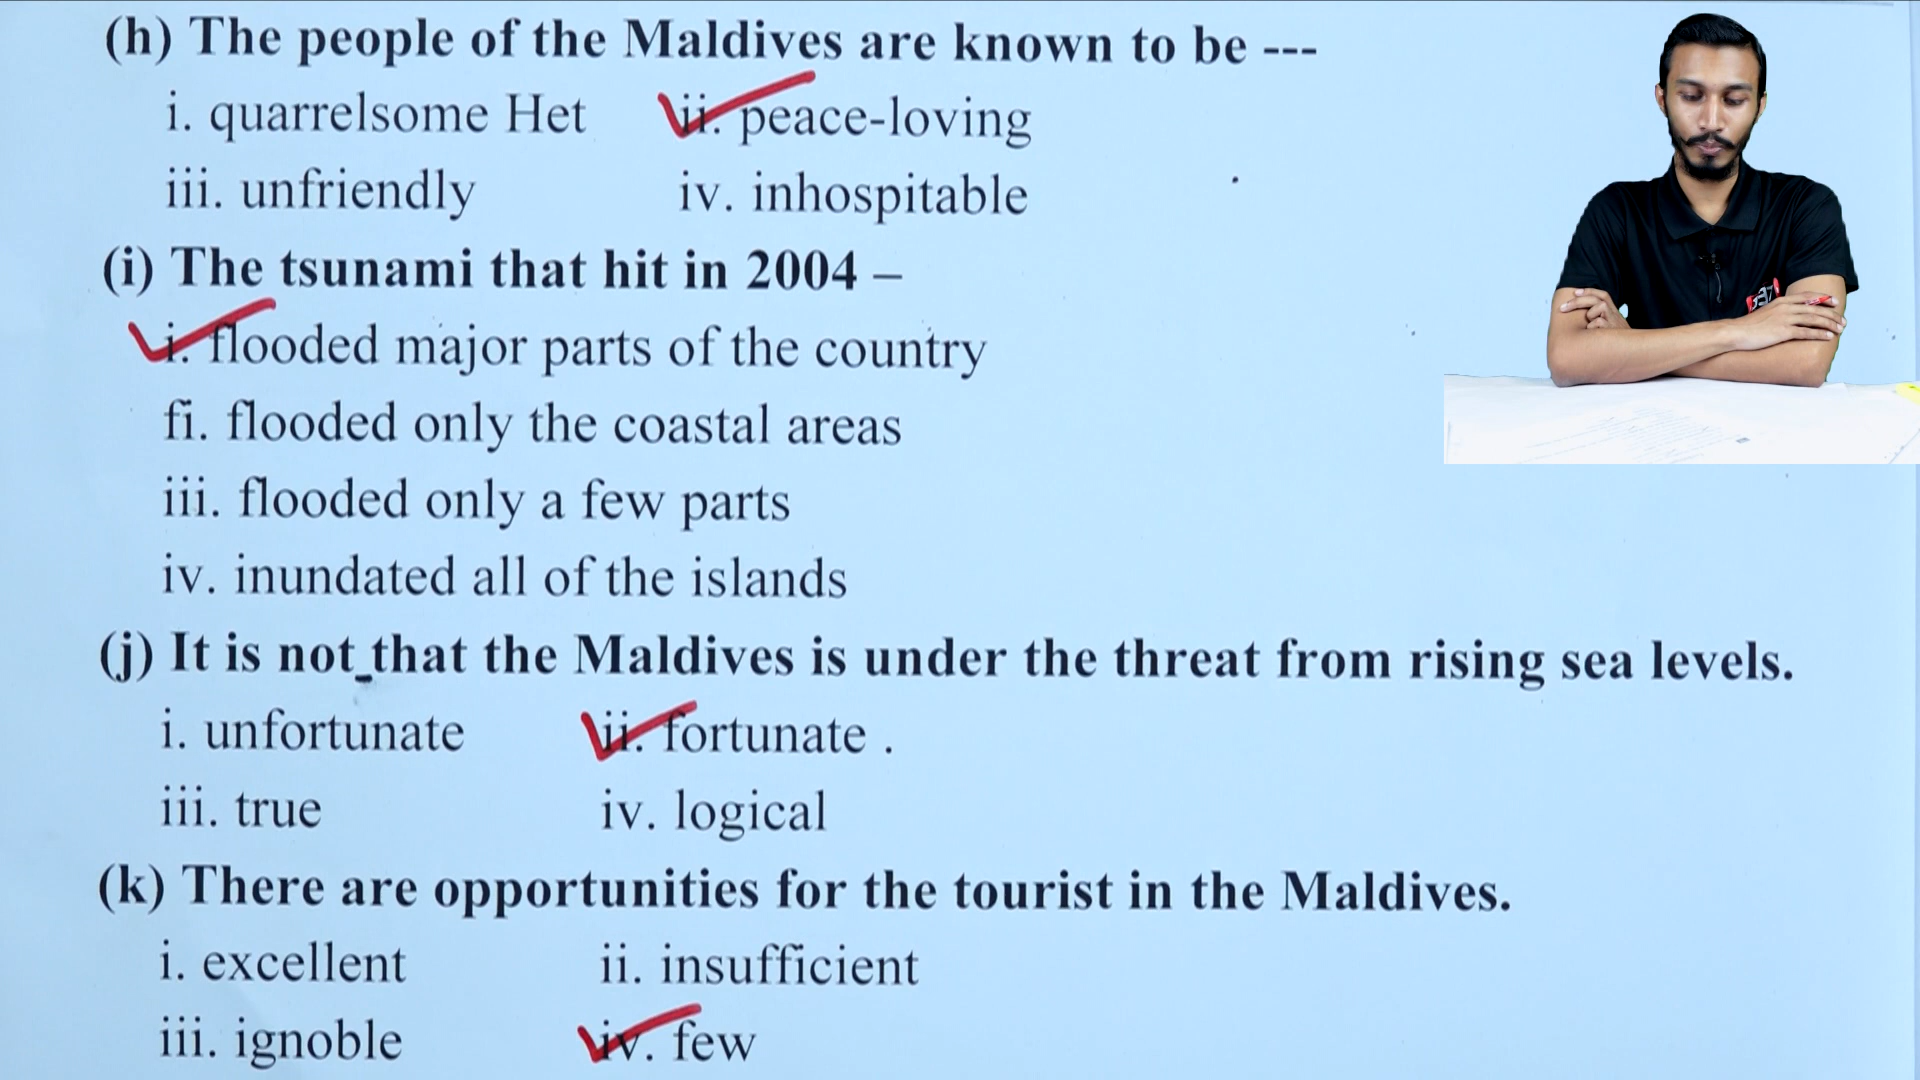 (h) The people of the Maldives are known to be ---
i. quarrelsome Het ii. peace-loving
iii. unfriendly iv. inhospitable
(i) The tsunami that hit in 2004 –
i. flooded major parts of the country
fi. flooded only the coastal areas
iii. flooded only a few parts
iv. inundated all of the islands
(j) It is not_that the Maldives is under the threat from rising sea levels.
i. unfortunate ii. fortunate .
iii. true iv. logical
(k) There are opportunities for the tourist in the Maldives.
i. excellent ii. insufficient
iii. ignoble iv. few